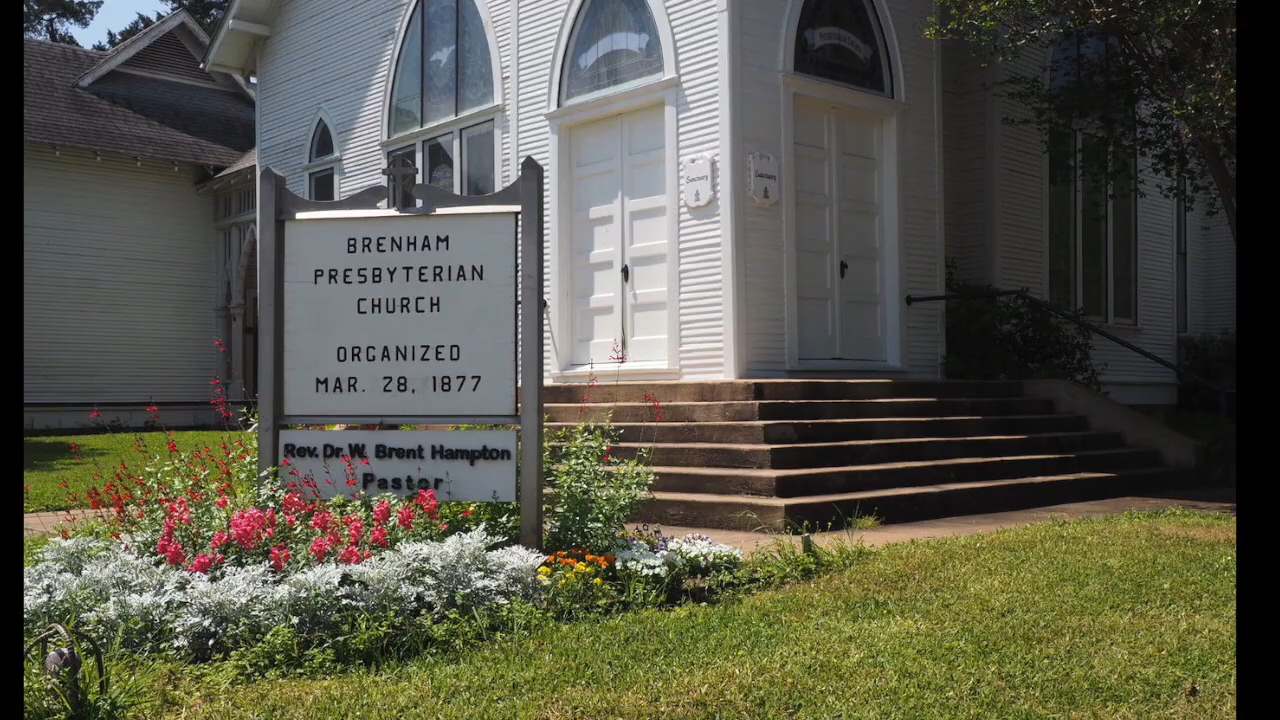 BRENHAM
PRESBYTERIAN
CHURCH
ORGANIZED
MAR. 28, 1877
Rev. Dr. W. Brent Hampton
Pastor
Sanctuary
Sanctuary